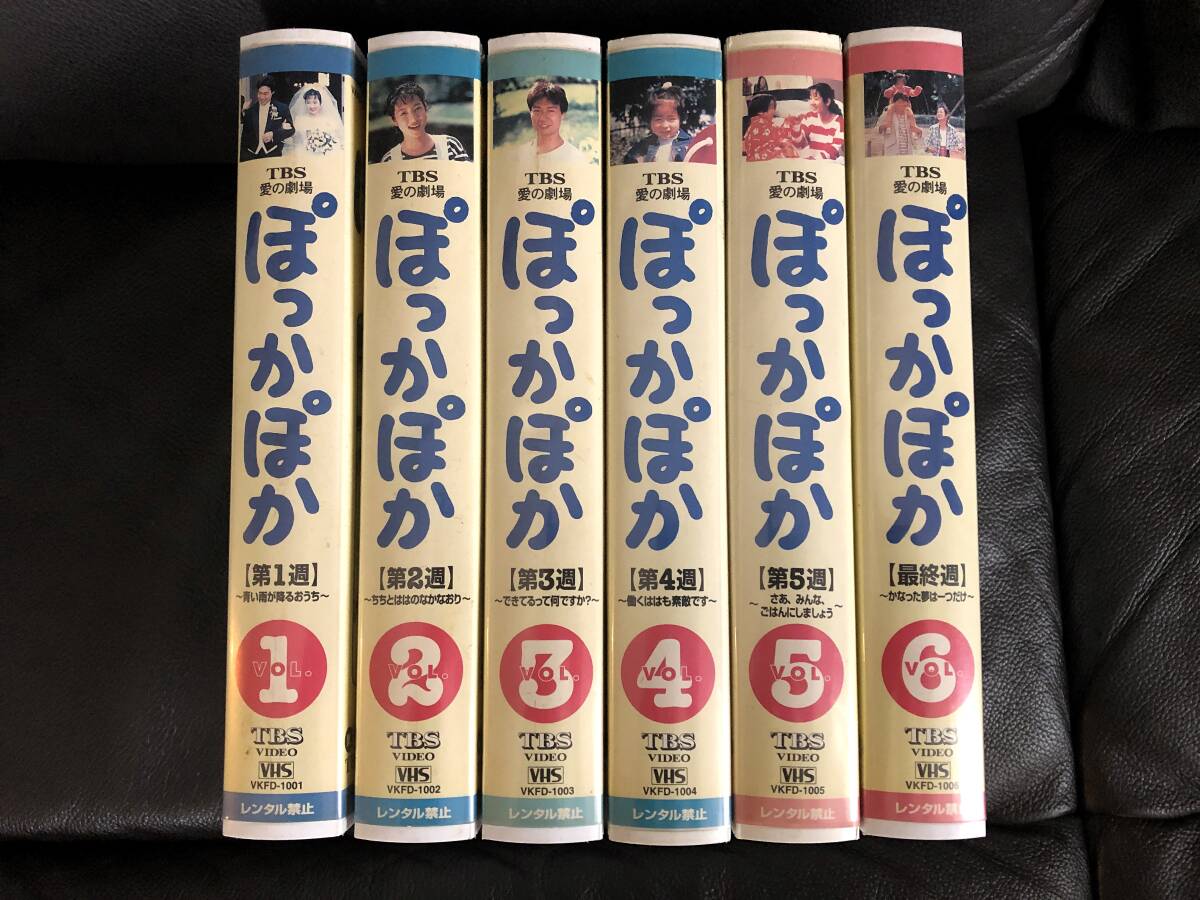 TBS
愛の劇場
ぽっかぽか
【第1週】
~青い雨が降るおうち~
VOL.
1
TBS
VIDEO
VHS
VKFD-1001
レンタル禁止
TBS
愛の劇場
ぽっかぽか
【第2週】
~ちちとははのなかなおり~
VOL.
2
TBS
VIDEO
VHS
VKFD-1002
レンタル禁止
TBS
愛の劇場
ぽっかぽか
【第3週】
~できてるって何ですか?~
VOL.
3
TBS
VIDEO
VHS
VKFD-1003
レンタル禁止
TBS
愛の劇場
ぽっかぽか
【第4週】
~働くははも素敵です~
VOL.
4
TBS
VIDEO
VHS
VKFD-1004
レンタル禁止
TBS
愛の劇場
ぽっかぽか
【第5週】
~さあ、みんな、
ごはんにしましょう~
VOL.
5
TBS
VIDEO
VHS
VKFD-1005
レンタル禁止
TBS
愛の劇場
ぽっかぽか
【最終週】
~かなった夢は一つだけ~
VOL.
6
TBS
VIDEO
VHS
VKFD-1006
レンタル禁止